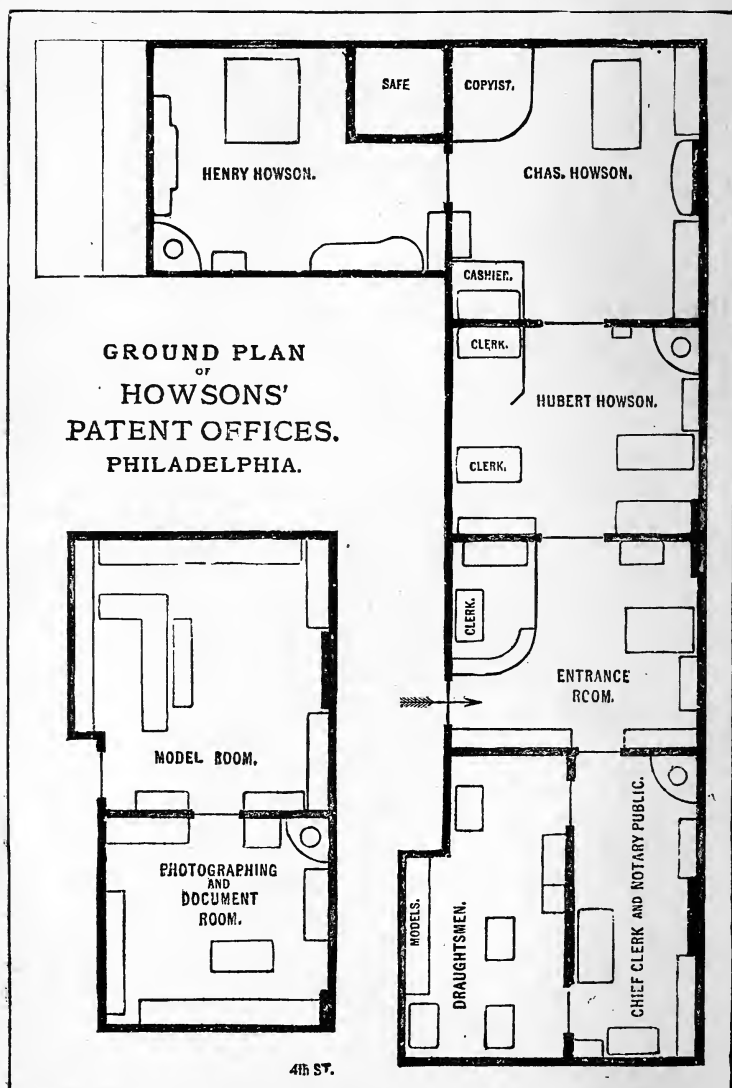 SAFE
COPYIST.
HENRY HOWSON.
CHAS. HOWSON.
CASHIER.
CLERK.
HUBERT HOWSON.
CLERK.
GROUND PLAN
OF
HOWSONS'
PATENT OFFICES.
PHILADELPHIA.
CLERK.
ENTRANCE
ROOM.
MODEL ROOM.
PHOTOGRAPHING
AND
DOCUMENT
ROOM.
MODELS.
DRAUGHTSMEN.
CHIEF CLERK AND NOTARY PUBLIC.
4th ST.